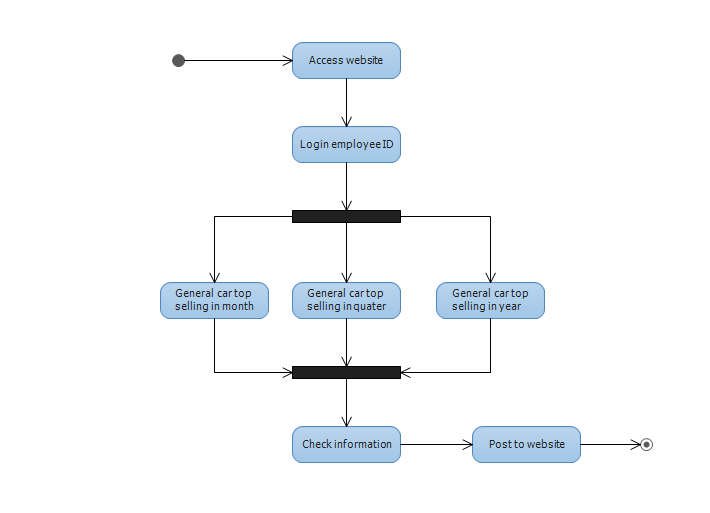 Access website
Login employee ID
General car top
selling in month
General car top
selling in quater
General car top
selling in year
Check information
Post to website